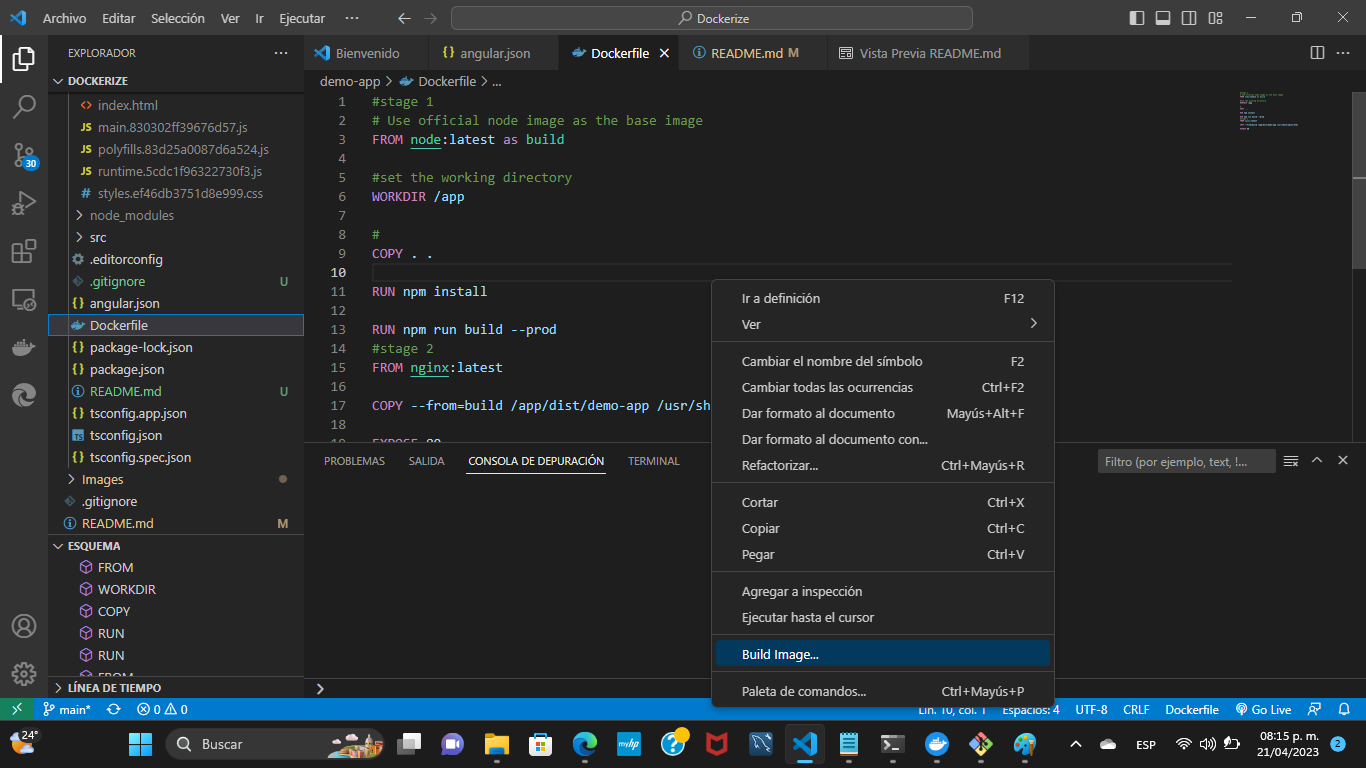 Archivo Editar Selección Ver Ir Ejecutar ··· Dockerize
EXPLORADOR ···
DOCKERIZE
index.html
JS main.830302ff39676d57.js
JS polyfills.83d25a0087d6a524.js
JS runtime.5cdc1f96322730f3.js
# styles.ef46db3751d8e999.css
node_modules
src
.editorconfig
.gitignore U
{} angular.json
Dockerfile
{} package-lock.json
{} package.json
README.md U
{} tsconfig.app.json
TS tsconfig.json
{} tsconfig.spec.json
Images
.gitignore
README.md M
ESQUEMA
FROM
WORKDIR
COPY
RUN
RUN
FROM
LÍNEA DE TIEMPO
30
Bienvenido {} angular.json Dockerfile README.md M Vista Previa README.md ···
demo-app > Dockerfile > ...
1 #stage 1
2 # Use official node image as the base image
3 FROM node:latest as build
4
5 #set the working directory
6 WORKDIR /app
7
8 #
9 COPY . .
10
11 RUN npm install
12
13 RUN npm run build --prod
14 #stage 2
15 FROM nginx:latest
16
17 COPY --from=build /app/dist/demo-app /usr/sh
18
19 EXPOSE 80
PROBLEMAS SALIDA CONSOLA DE DEPURACIÓN TERMINAL
Filtro (por ejemplo, text, !...
Ir a definición F12
Ver
Cambiar el nombre del símbolo F2
Cambiar todas las ocurrencias Ctrl+F2
Dar formato al documento Mayús+Alt+F
Dar formato al documento con...
Refactorizar... Ctrl+Mayús+R
Cortar Ctrl+X
Copiar Ctrl+C
Pegar Ctrl+V
Agregar a inspección
Ejecutar hasta el cursor
Build Image...
Paleta de comandos... Ctrl+Mayús+P
main* 0 0 Lín. 10, col. 1 Espacios: 4 UTF-8 CRLF Dockerfile Go Live
24° Buscar myhp ESP 08:15 p. m.
21/04/2023 2